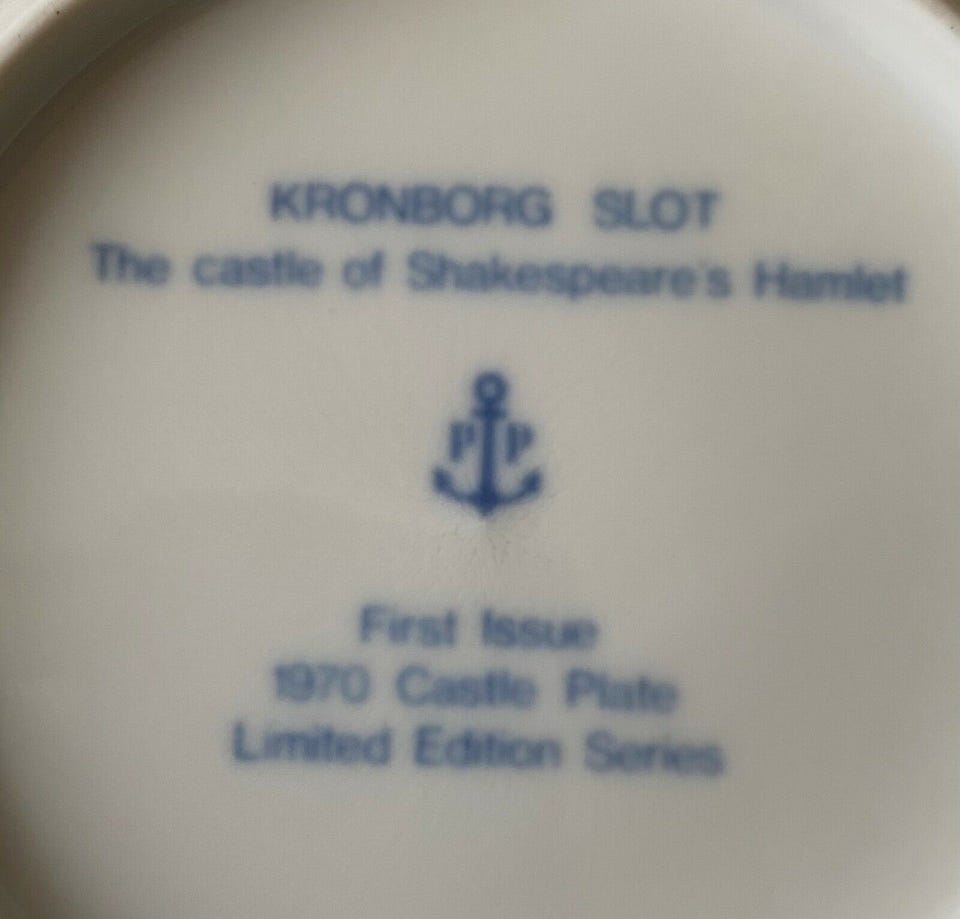 KRONBORG SLOT
The castle of Shakespeare's Hamlet
P P
First Issue
1970 Castle Plate
Limited Edition Series